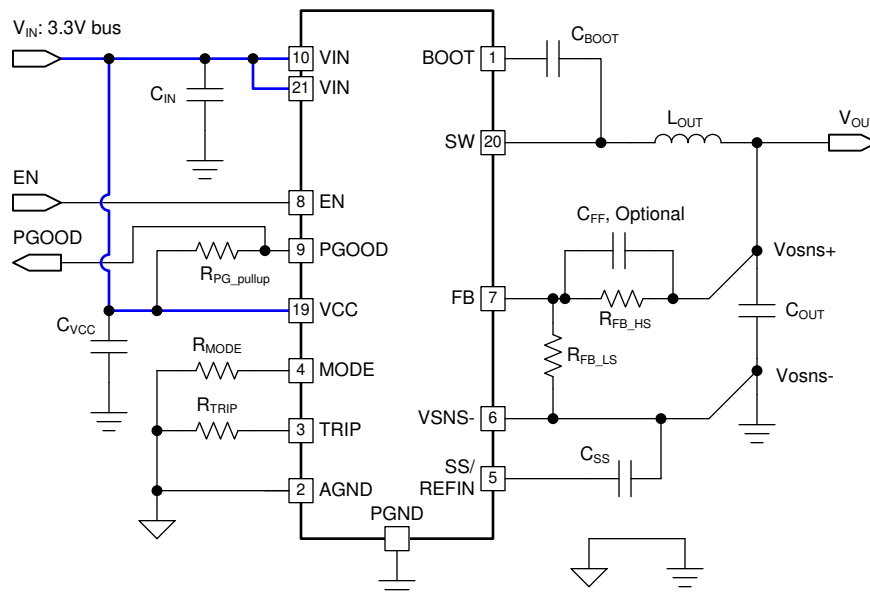 VIN: 3.3V bus
CIN
EN
PGOOD
RPG_pullup
CVCC
RMODE
RTRIP
10 VIN
21 VIN
8 EN
9 PGOOD
19 VCC
4 MODE
3 TRIP
2 AGND
PGND
BOOT 1
SW 20
FB 7
VSNS- 6
SS/
REFIN 5
CBOOT
LOUT
VOUT
CFF, Optional
RFB_HS
RFB_LS
Vosns+
COUT
Vosns-
CSS